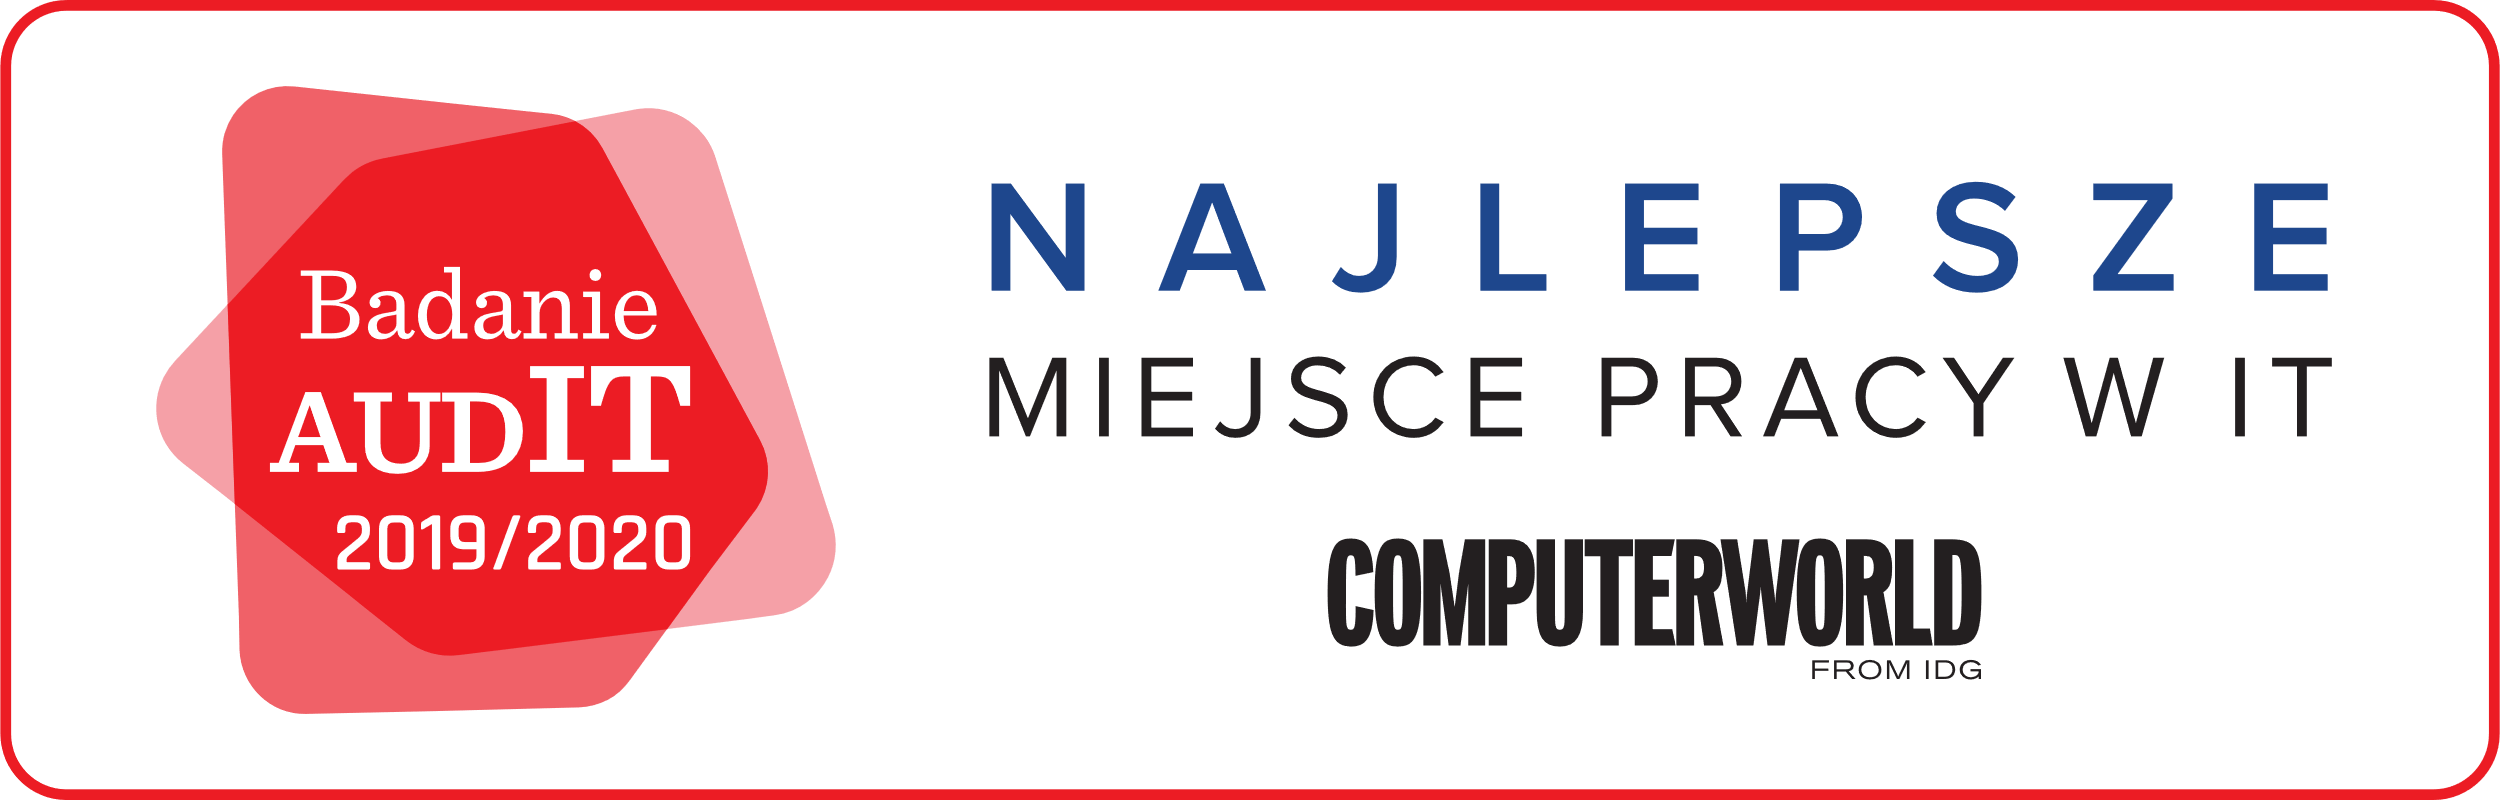 Badanie
AUDIT
2019/2020
NAJLEPSZE
MIEJSCE PRACY W IT
COMPUTERWORLD
FROM IDG